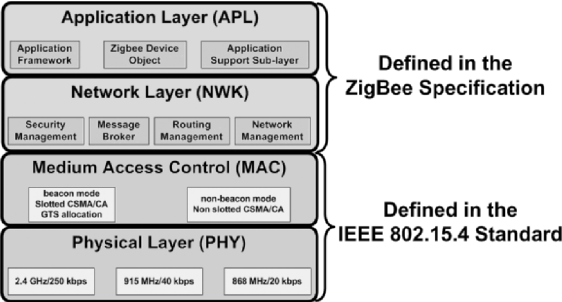 Application Layer (APL)
Application
Framework
Zigbee Device
Object
Application
Support Sub-layer
Network Layer (NWK)
Security
Management
Message
Broker
Routing
Management
Network
Management
Defined in the
ZigBee Specification
Medium Access Control (MAC)
beacon mode
Slotted CSMA/CA
GTS allocation
non-beacon mode
Non slotted CSMA/CA
Physical Layer (PHY)
2.4 GHz/250 kbps
915 MHz/40 kbps
868 MHz/20 kbps
Defined in the
IEEE 802.15.4 Standard